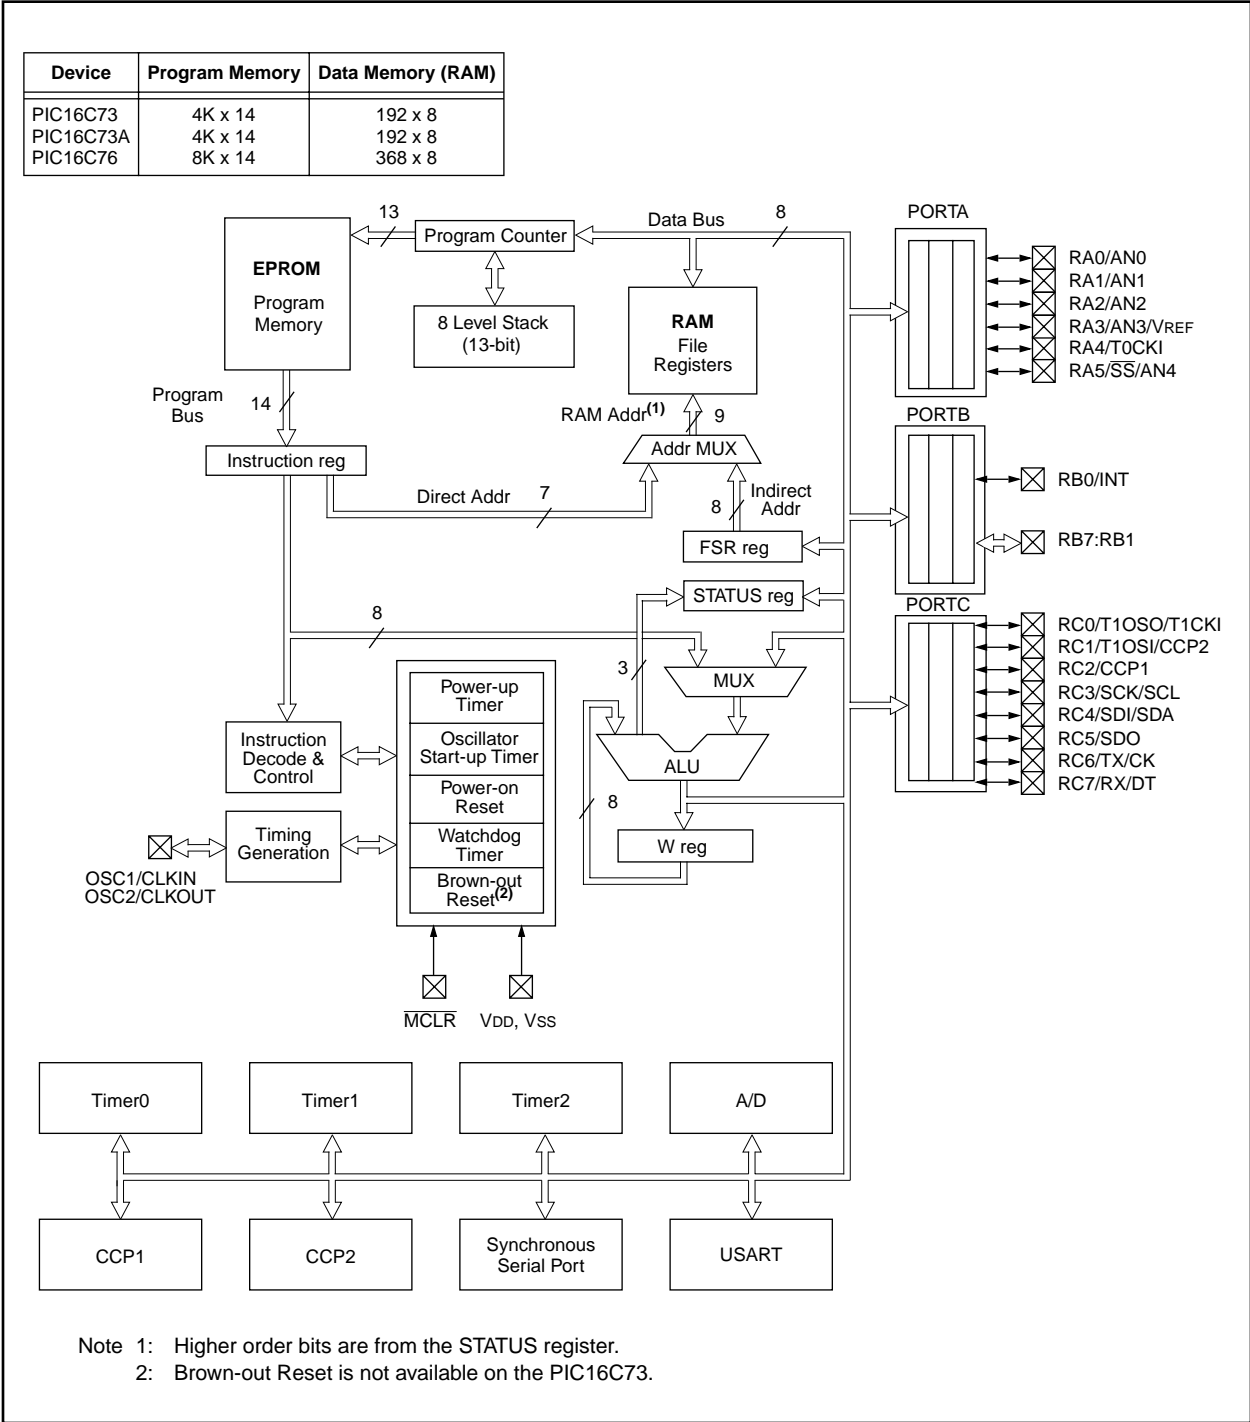 Device Program Memory Data Memory (RAM)
PIC16C73 4K x 14 192 x 8
PIC16C73A 4K x 14 192 x 8
PIC16C76 8K x 14 368 x 8
13
Program Counter
Data Bus
8
PORTA
EPROM
Program
Memory
8 Level Stack
(13-bit)
RAM
File
Registers
RA0/AN0
RA1/AN1
RA2/AN2
RA3/AN3/VREF
RA4/T0CKI
RA5/SS/AN4
Program
Bus
14
RAM Addr(1)
9
PORTB
Instruction reg
Addr MUX
Direct Addr
7
8
Indirect
Addr
RB0/INT
FSR reg
RB7:RB1
STATUS reg
PORTC
8
3
MUX
RC0/T1OSO/T1CKI
RC1/T1OSI/CCP2
RC2/CCP1
RC3/SCK/SCL
RC4/SDI/SDA
RC5/SDO
RC6/TX/CK
RC7/RX/DT
Power-up
Timer
Instruction
Decode &
Control
Oscillator
Start-up Timer
ALU
Power-on
Reset
8
Timing
Generation
Watchdog
Timer
W reg
OSC1/CLKIN
OSC2/CLKOUT
Brown-out
Reset(2)
MCLR
VDD, VSS
Timer0
Timer1
Timer2
A/D
CCP1
CCP2
Synchronous
Serial Port
USART
Note 1: Higher order bits are from the STATUS register.
2: Brown-out Reset is not available on the PIC16C73.